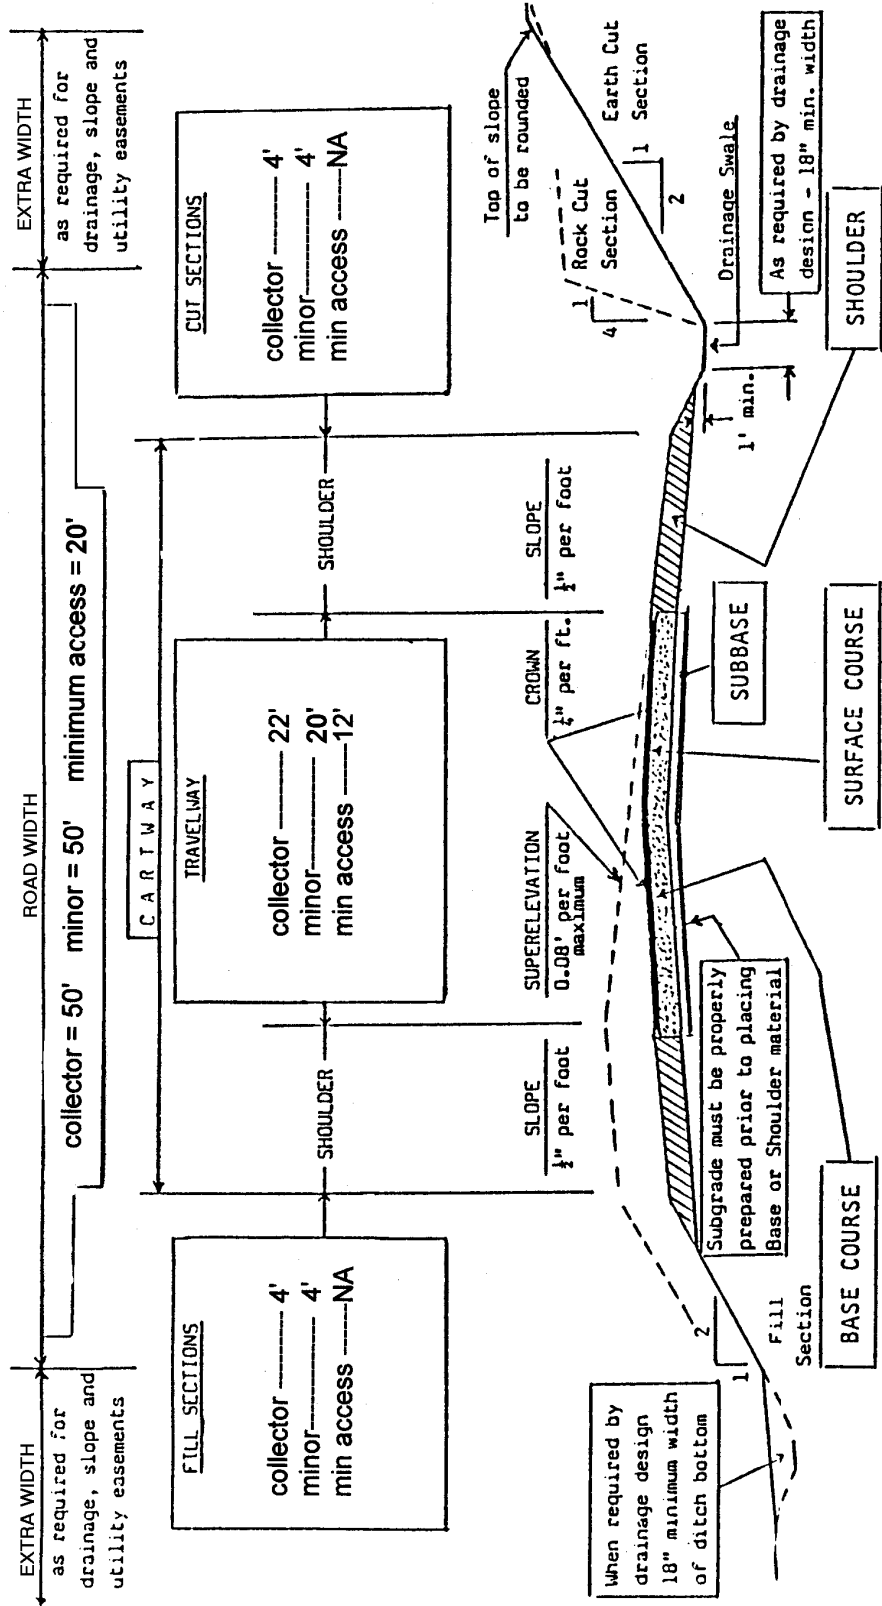 EXTRA WIDTH
as required for
drainage, slope and
utility easements
ROAD WIDTH
collector = 50' minor = 50' minimum access = 20'
EXTRA WIDTH
as required for
drainage, slope and
utility easements
CARTWAY
FILL SECTIONS
collector --------- 4'
minor---------- 4'
min access -----NA
SHOULDER
TRAVELWAY
collector --------- 22'
minor---------- 20'
min access -----12'
SHOULDER
CUT SECTIONS
collector --------- 4'
minor---------- 4'
min access -----NA
SLOPE
½" per foot
SUPERELEVATION
0.08' per foot
maximum
CROWN
¼" per ft.
SLOPE
½" per foot
Top of slope
to be rounded
Rock Cut
Section
1
4
Earth Cut
Section
1
2
When required by
drainage design
18" minimum width
of ditch bottom
2
1
Fill
Section
Subgrade must be properly
prepared prior to placing
Base or Shoulder material
SUBBASE
1' min.
Drainage Swale
As required by drainage
design - 18" min. width
BASE COURSE
SURFACE COURSE
SHOULDER